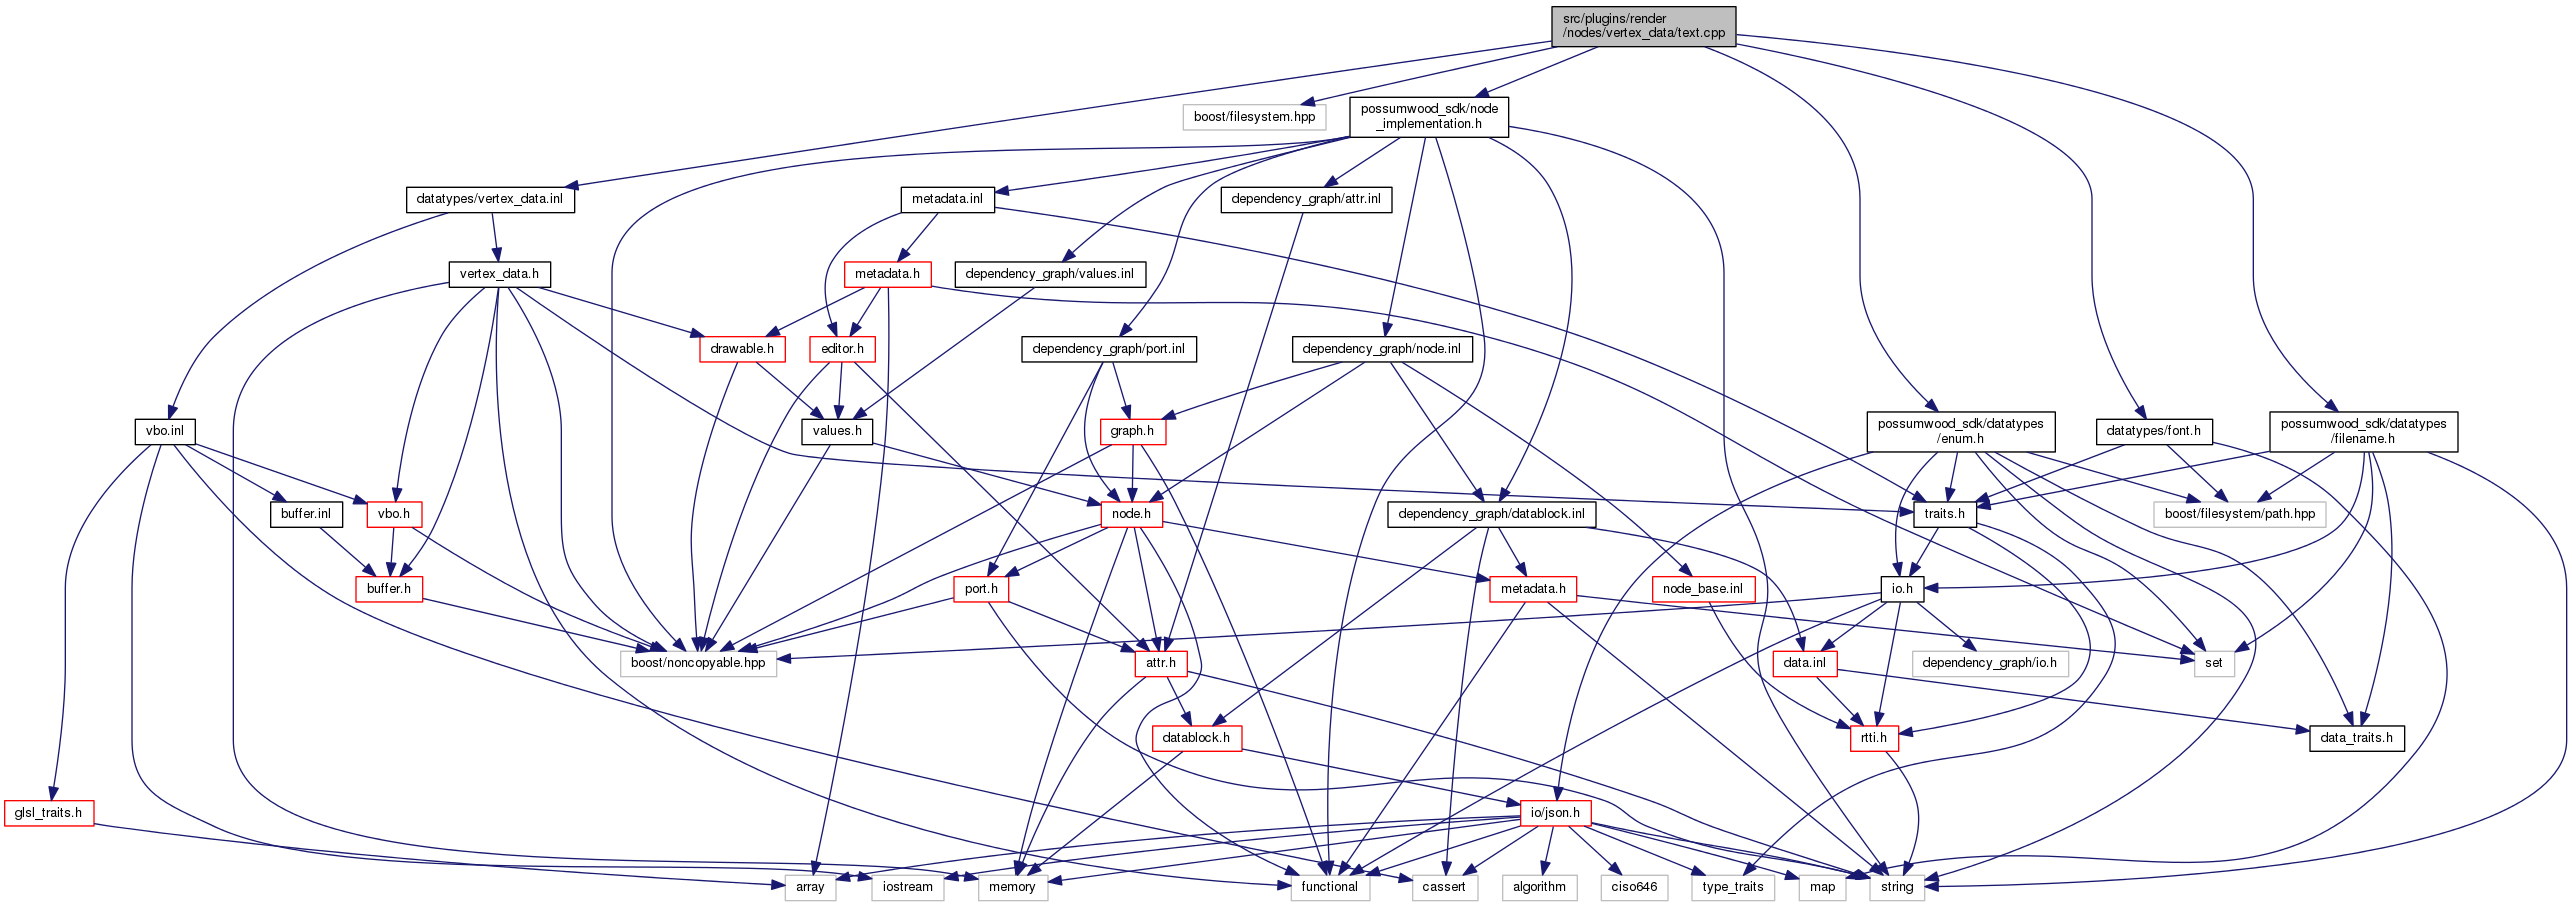 src/plugins/render
/nodes/vertex_data/text.cpp
boost/filesystem.hpp
possumwood_sdk/node
_implementation.h
datatypes/vertex_data.inl
metadata.inl
dependency_graph/attr.inl
vertex_data.h
metadata.h
dependency_graph/values.inl
drawable.h
editor.h
dependency_graph/port.inl
dependency_graph/node.inl
vbo.inl
values.h
graph.h
possumwood_sdk/datatypes
/enum.h
datatypes/font.h
possumwood_sdk/datatypes
/filename.h
buffer.inl
vbo.h
node.h
dependency_graph/datablock.inl
traits.h
boost/filesystem/path.hpp
buffer.h
port.h
metadata.h
node_base.inl
io.h
boost/noncopyable.hpp
attr.h
data.inl
dependency_graph/io.h
set
datablock.h
rtti.h
data_traits.h
glsl_traits.h
io/json.h
array
iostream
memory
functional
cassert
algorithm
ciso646
type_traits
map
string